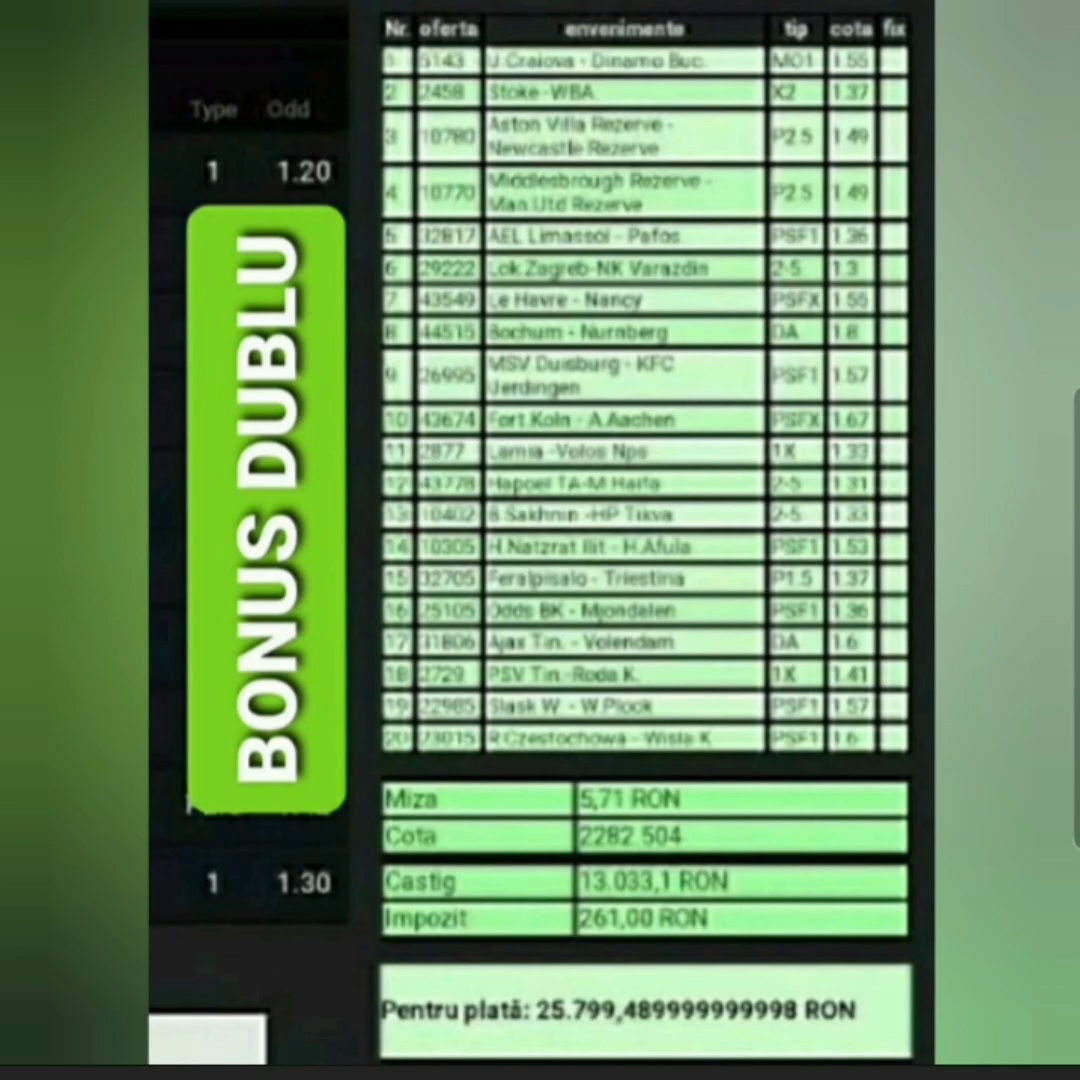 Type Odd
1 1.20
BONUS DUBLU
1 1.30
Nr. oferta envenimente tip cota fix
1 5143 U.Craiova - Dinamo Buc. MO1 1.55
2 2458 Stoke -WBA. X2 1.37
3 10780 Aston Villa Rezerve - P2.5 1.49
Newcastle Rezerve
4 10770 Middlesbrough Rezerve - P2.5 1.49
Man.Utd Rezerve
5 32817 AEL Limassol - Pafos PSF1 1.36
6 29222 Lok.Zagreb-NK Varazdin 2-5 1.3
7 43549 Le Havre - Nancy PSFX 1.55
8 44515 Bochum - Nurnberg DA 1.8
9 26995 MSV Duisburg - KFC PSF1 1.57
Uerdingen
10 43674 Fort.Koln - A.Aachen PSFX 1.67
11 2877 Lamia -Volos Nps 1X 1.33
12 43778 Hapoel TA-M Haifa 2-5 1.31
13 10402 B.Sakhnin -HP Tikva 2-5 1.33
14 10305 H.Natzrat Ilit - H.Afula PSF1 1.53
15 32705 Feralpisalo - Triestina P1.5 1.37
16 25105 Odds BK - Mjondalen PSF1 1.36
17 31806 Ajax Tin. - Volendam DA 1.6
18 2729 PSV Tin.-Roda K. 1X 1.41
19 22985 Slask W. - W.Plock PSF1 1.57
20 23015 R.Czestochowa - Wisla K PSF1 1.6
Miza 5,71 RON
Cota 2282.504
Castig 13.033,1 RON
Impozit 261,00 RON
Pentru plată: 25.799,489999999998 RON